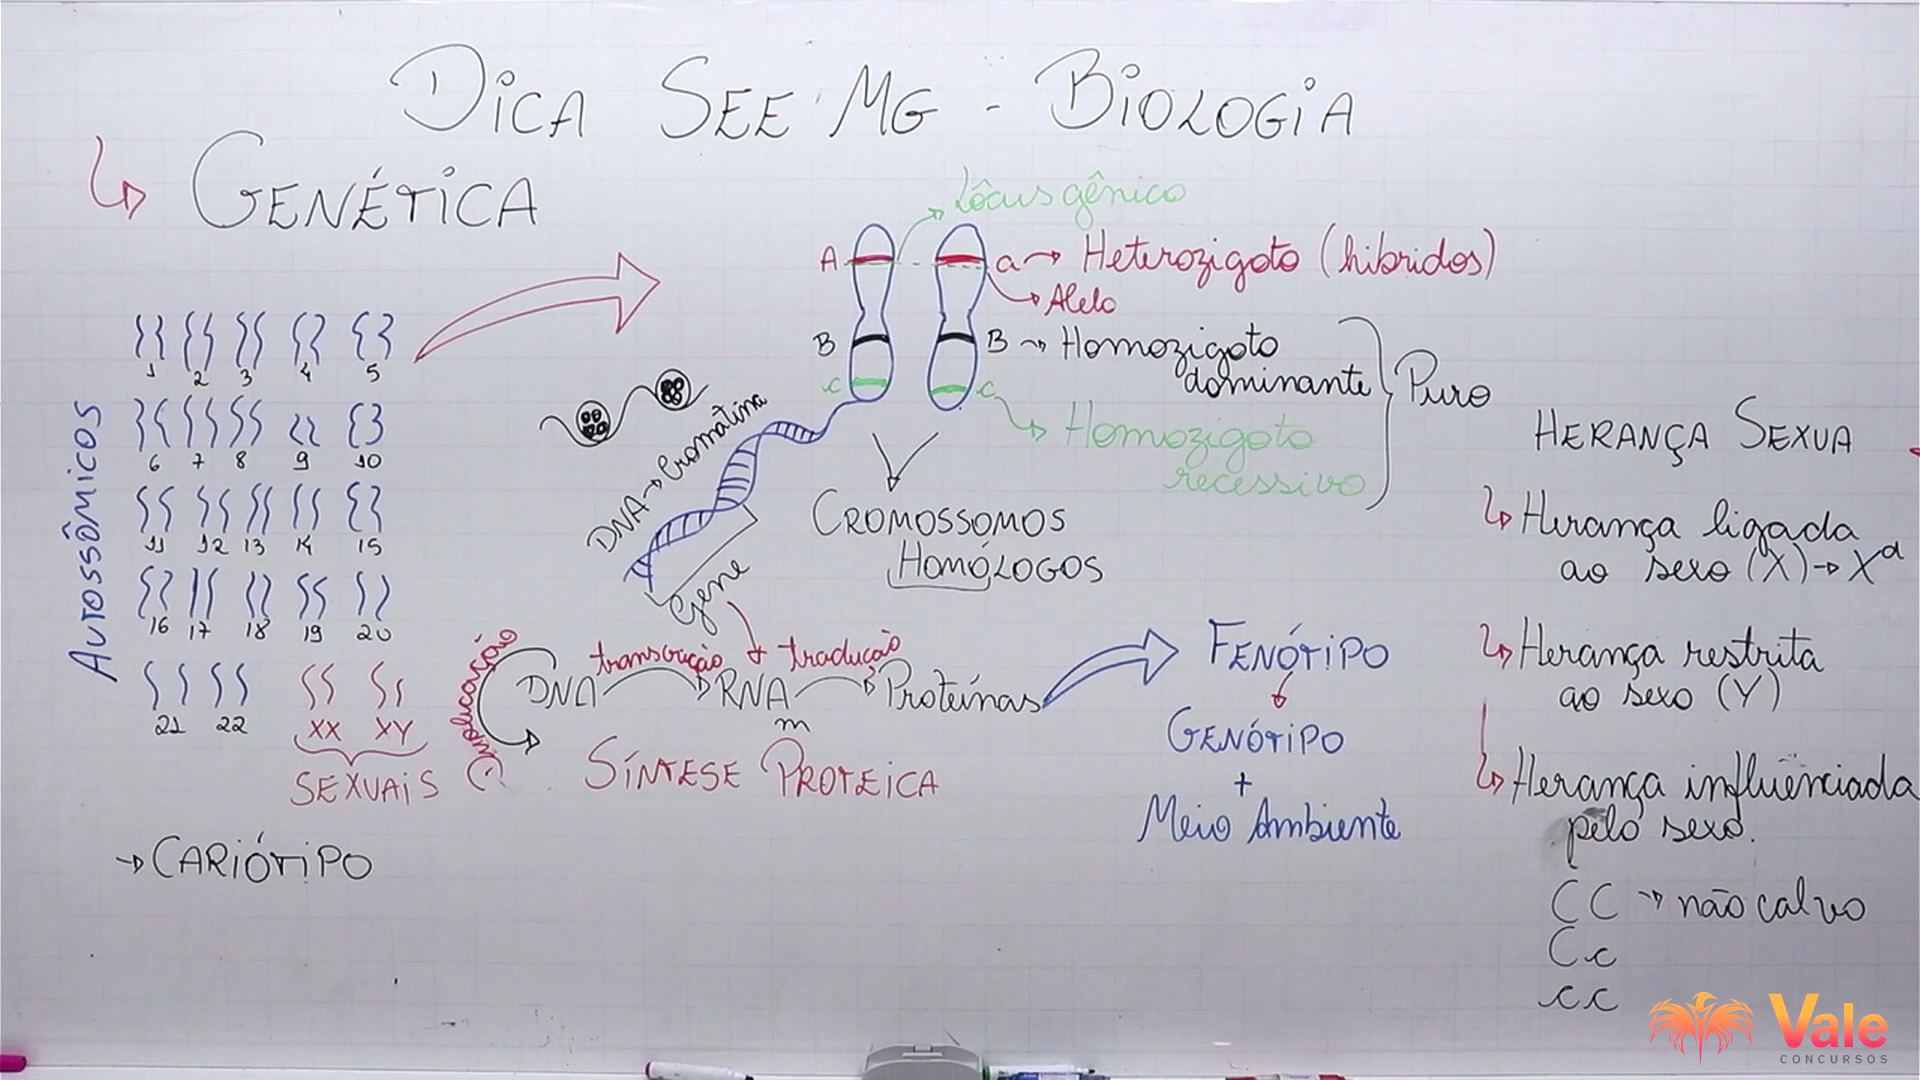 DiCA SEE MG - BiOLOGiA
GENÉTiCA
Lôcus gênico
A
a → Heterozigoto (híbridos)
→ Alelo
B
B → Homozigoto
dominante
Puro
c
c
Homozigoto
recessivo
CROMOSSOMOS
HOMÓLOGOS
DNA → Cromatina
Gene
AUTOSSÔMiCOS
1 2 3 4 5
6 7 8 9 10
11 12 13 14 15
16 17 18 19 20
21 22 XX XY
SEXUAiS
→ CARiÓTiPO
transcrição + tradução
DNA RNA Proteínas
m
SÍNTESE PROTEiCA
FENÓTiPO
GENÓTiPO
+
Meio Ambiente
HERANÇA SEXUA
Herança ligada
ao sexo (X) → Xᵈ
Herança restrita
ao sexo (Y)
Herança influênciada
pelo sexo.
CC → não calvo
Cc
cc
Vale
CONCURSOS